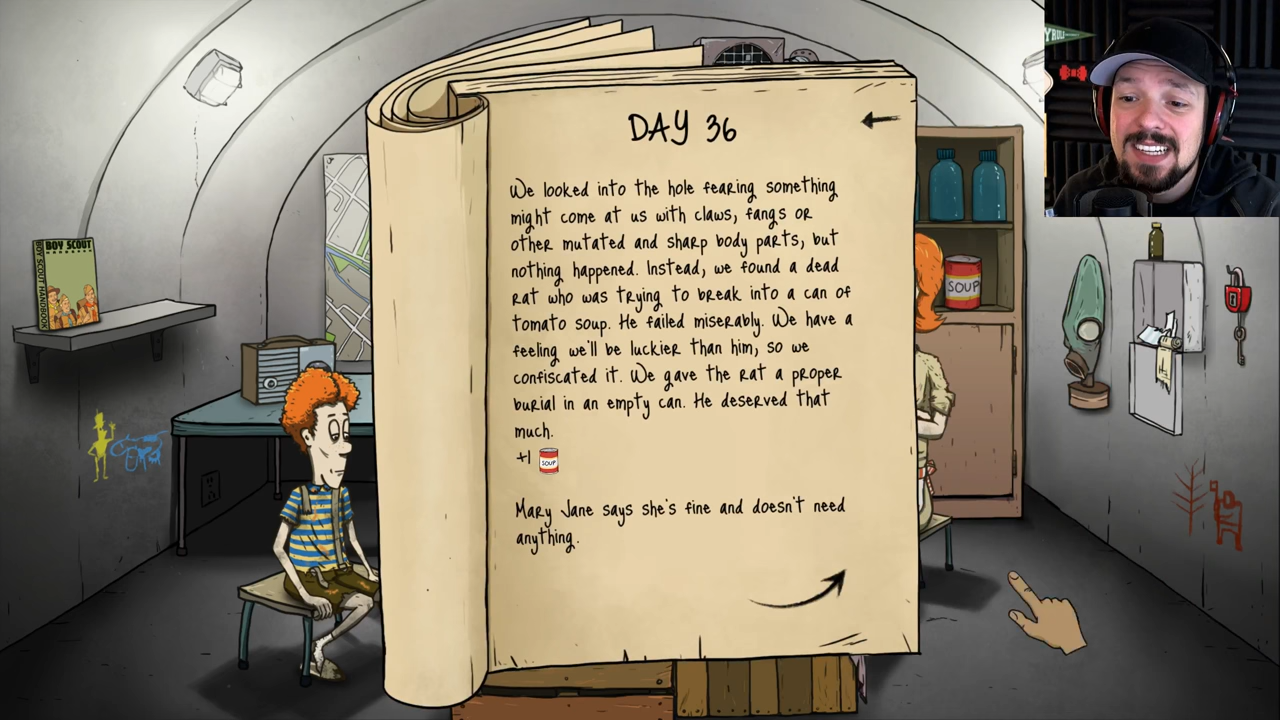 DAY 36
We looked into the hole fearing something
might come at us with claws, fangs or
other mutated and sharp body parts, but
nothing happened. Instead, we found a dead
rat who was trying to break into a can of
tomato soup. He failed miserably. We have a
feeling we'll be luckier than him, so we
confiscated it. We gave the rat a proper
burial in an empty can. He deserved that
much.
+1 SOUP
Mary Jane says she's fine and doesn't need
anything.
BOY SCOUT
BOY SCOUT HANDBOOK
SOUP